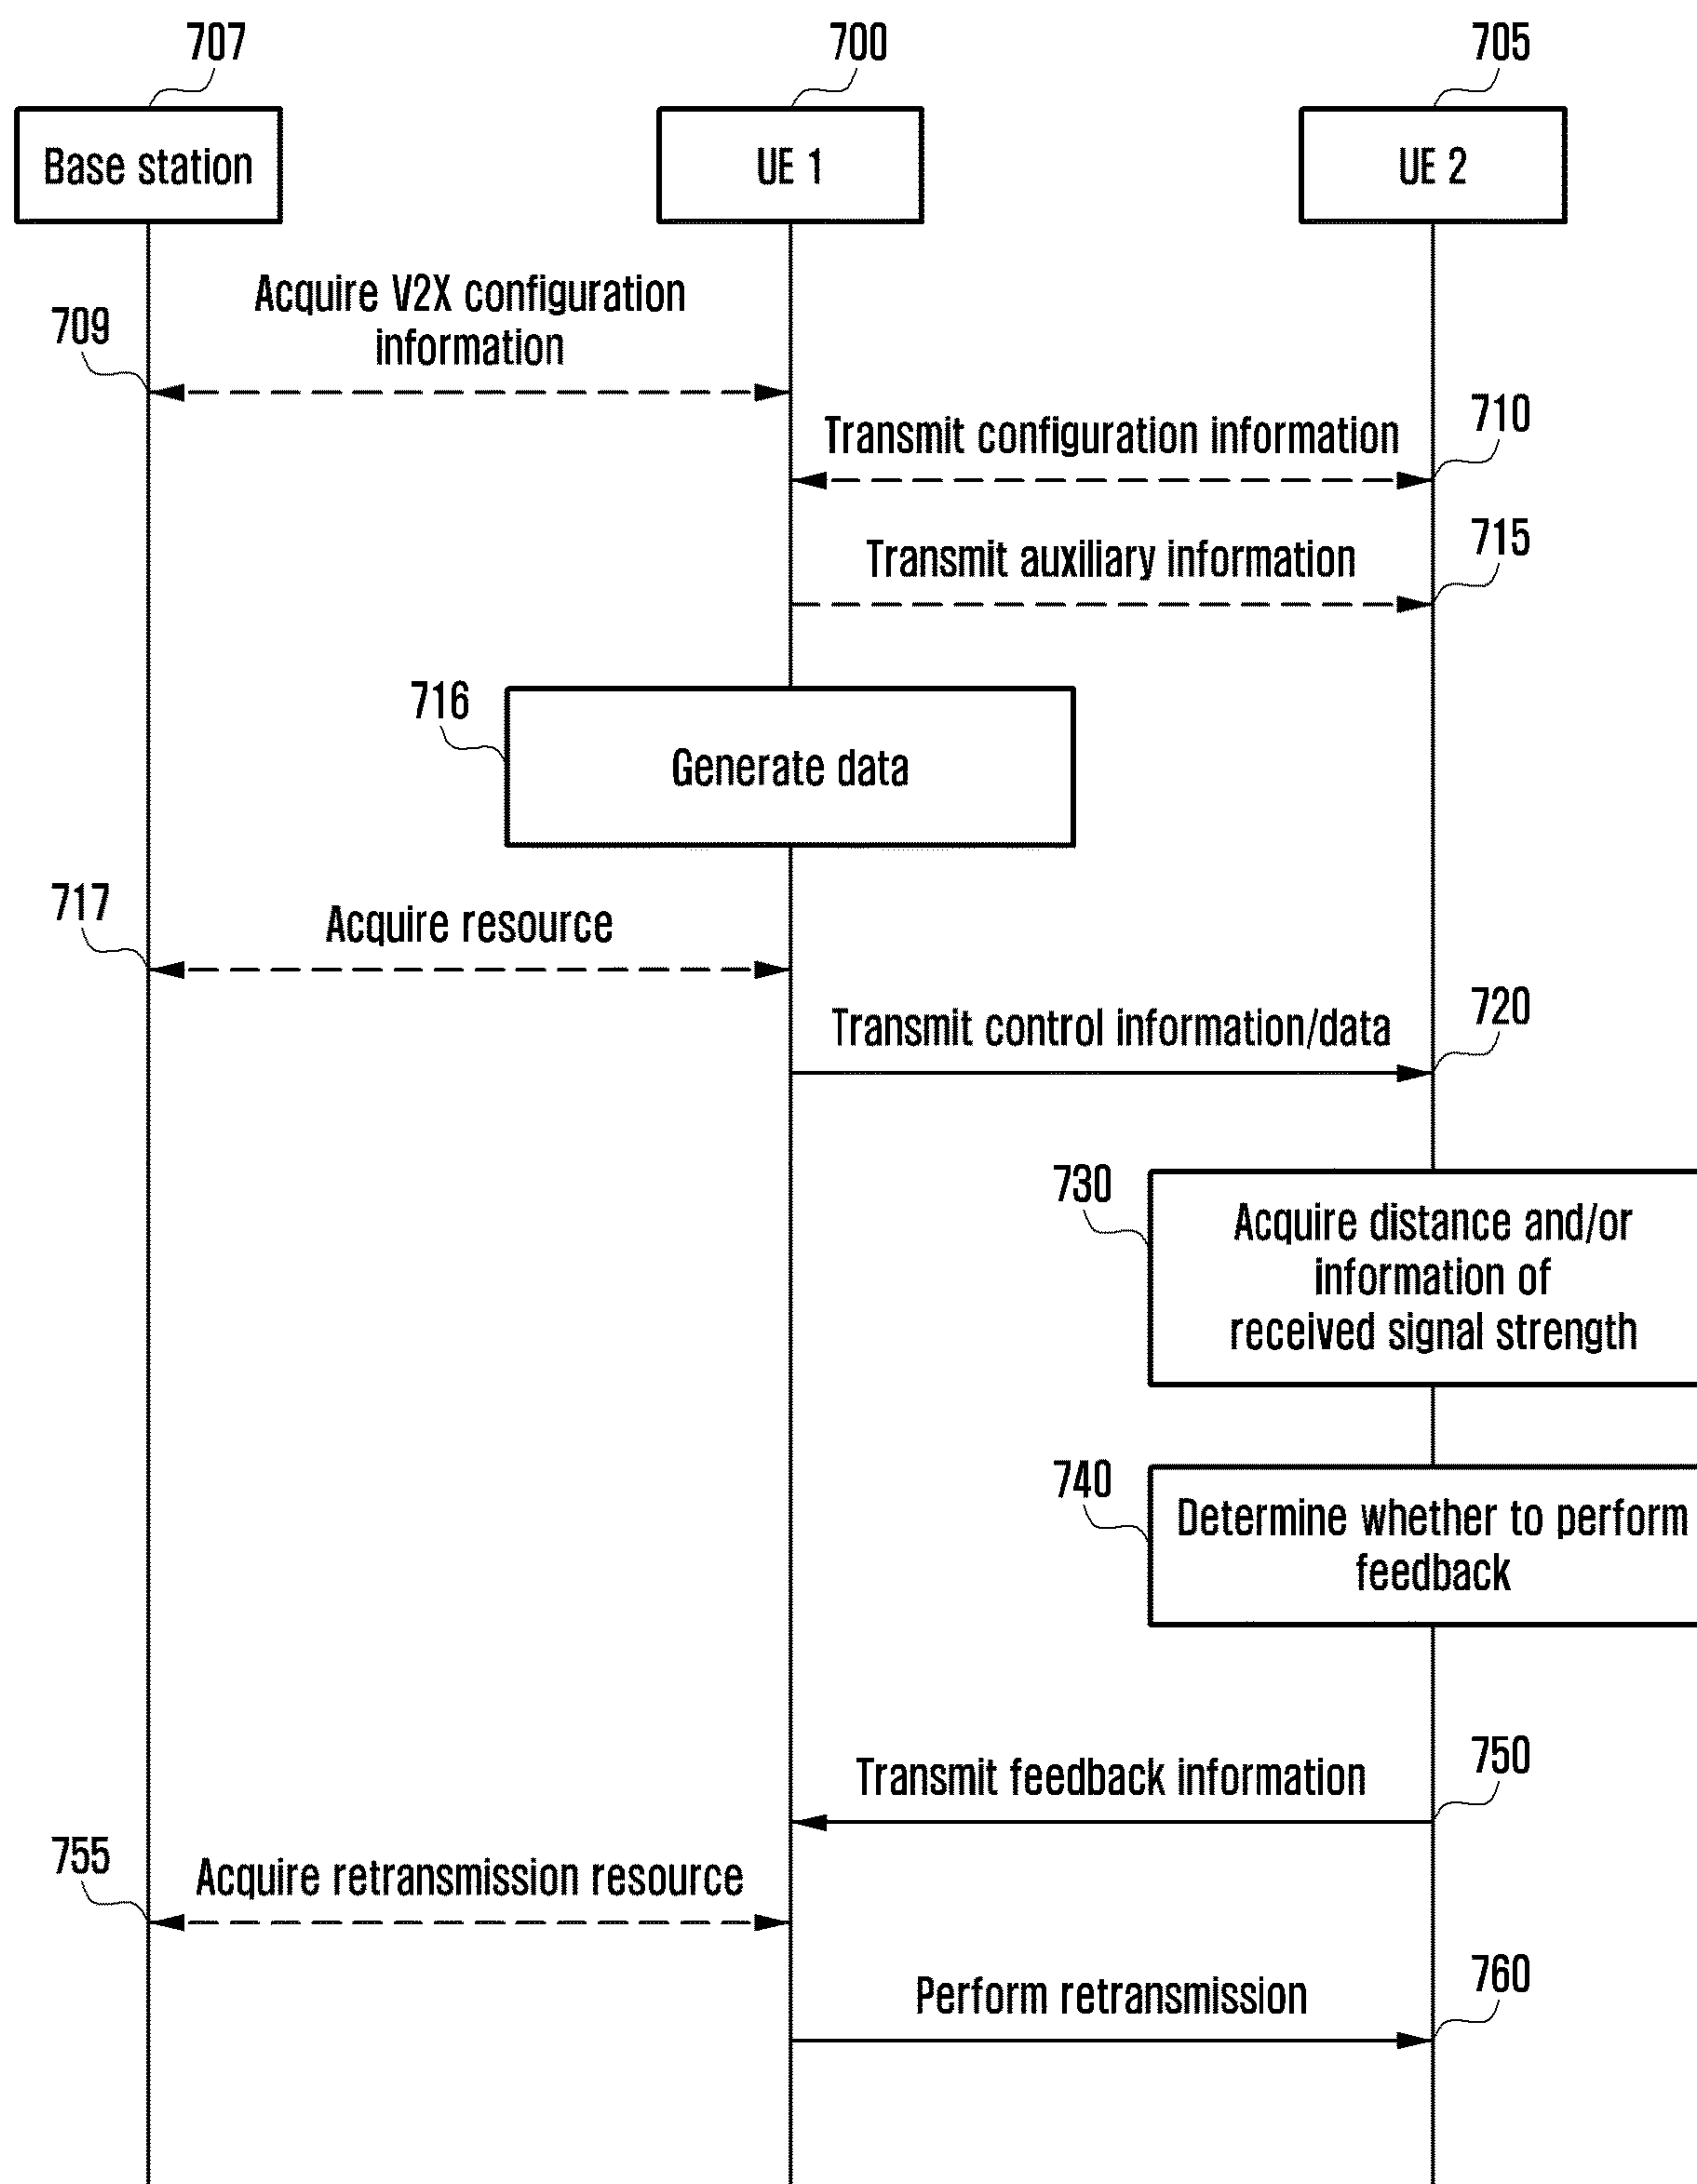 707
700
705
Base station
UE 1
UE 2
Acquire V2X configuration
information
709
Transmit configuration information
710
Transmit auxiliary information
715
716
Generate data
717
Acquire resource
Transmit control information/data
720
730
Acquire distance and/or
information of
received signal strength
740
Determine whether to perform
feedback
Transmit feedback information
750
755
Acquire retransmission resource
Perform retransmission
760